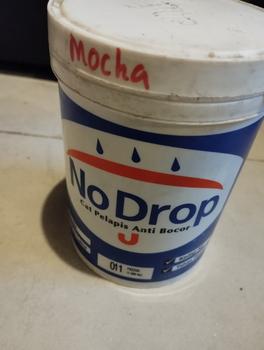 Mocha
No Drop
Cat Pelapis Anti Bocor
011